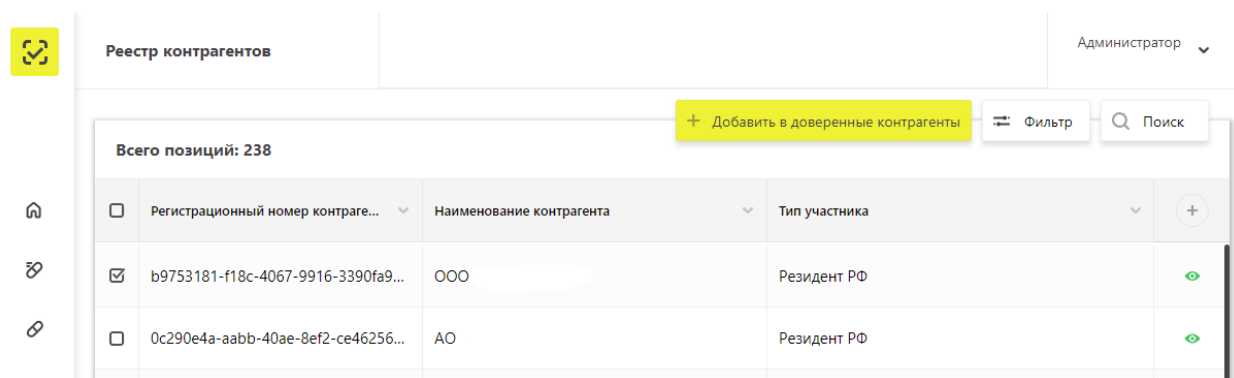 Реестр контрагентов
Администратор
Добавить в доверенные контрагенты
Фильтр
Поиск
Всего позиций: 238
Регистрационный номер контраге... Наименование контрагента Тип участника
b9753181-f18c-4067-9916-3390fa9... ООО Резидент РФ
0c290e4a-aabb-40ae-8ef2-ce46256... АО Резидент РФ